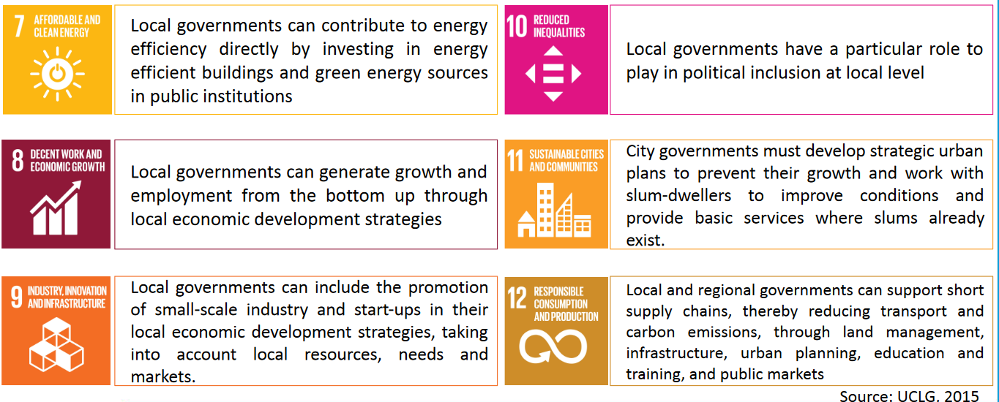 7 AFFORDABLE AND
CLEAN ENERGY
Local governments can contribute to energy
efficiency directly by investing in energy
efficient buildings and green energy sources
in public institutions
8 DECENT WORK AND
ECONOMIC GROWTH
Local governments can generate growth and
employment from the bottom up through
local economic development strategies
9 INDUSTRY, INNOVATION
AND INFRASTRUCTURE
Local governments can include the promotion
of small-scale industry and start-ups in their
local economic development strategies, taking
into account local resources, needs and
markets.
10 REDUCED
INEQUALITIES
Local governments have a particular role to
play in political inclusion at local level
11 SUSTAINABLE CITIES
AND COMMUNITIES
City governments must develop strategic urban
plans to prevent their growth and work with
slum-dwellers to improve conditions and
provide basic services where slums already
exist.
12 RESPONSIBLE
CONSUMPTION
AND PRODUCTION
Local and regional governments can support short
supply chains, thereby reducing transport and
carbon emissions, through land management,
infrastructure, urban planning, education and
training, and public markets
Source: UCLG, 2015